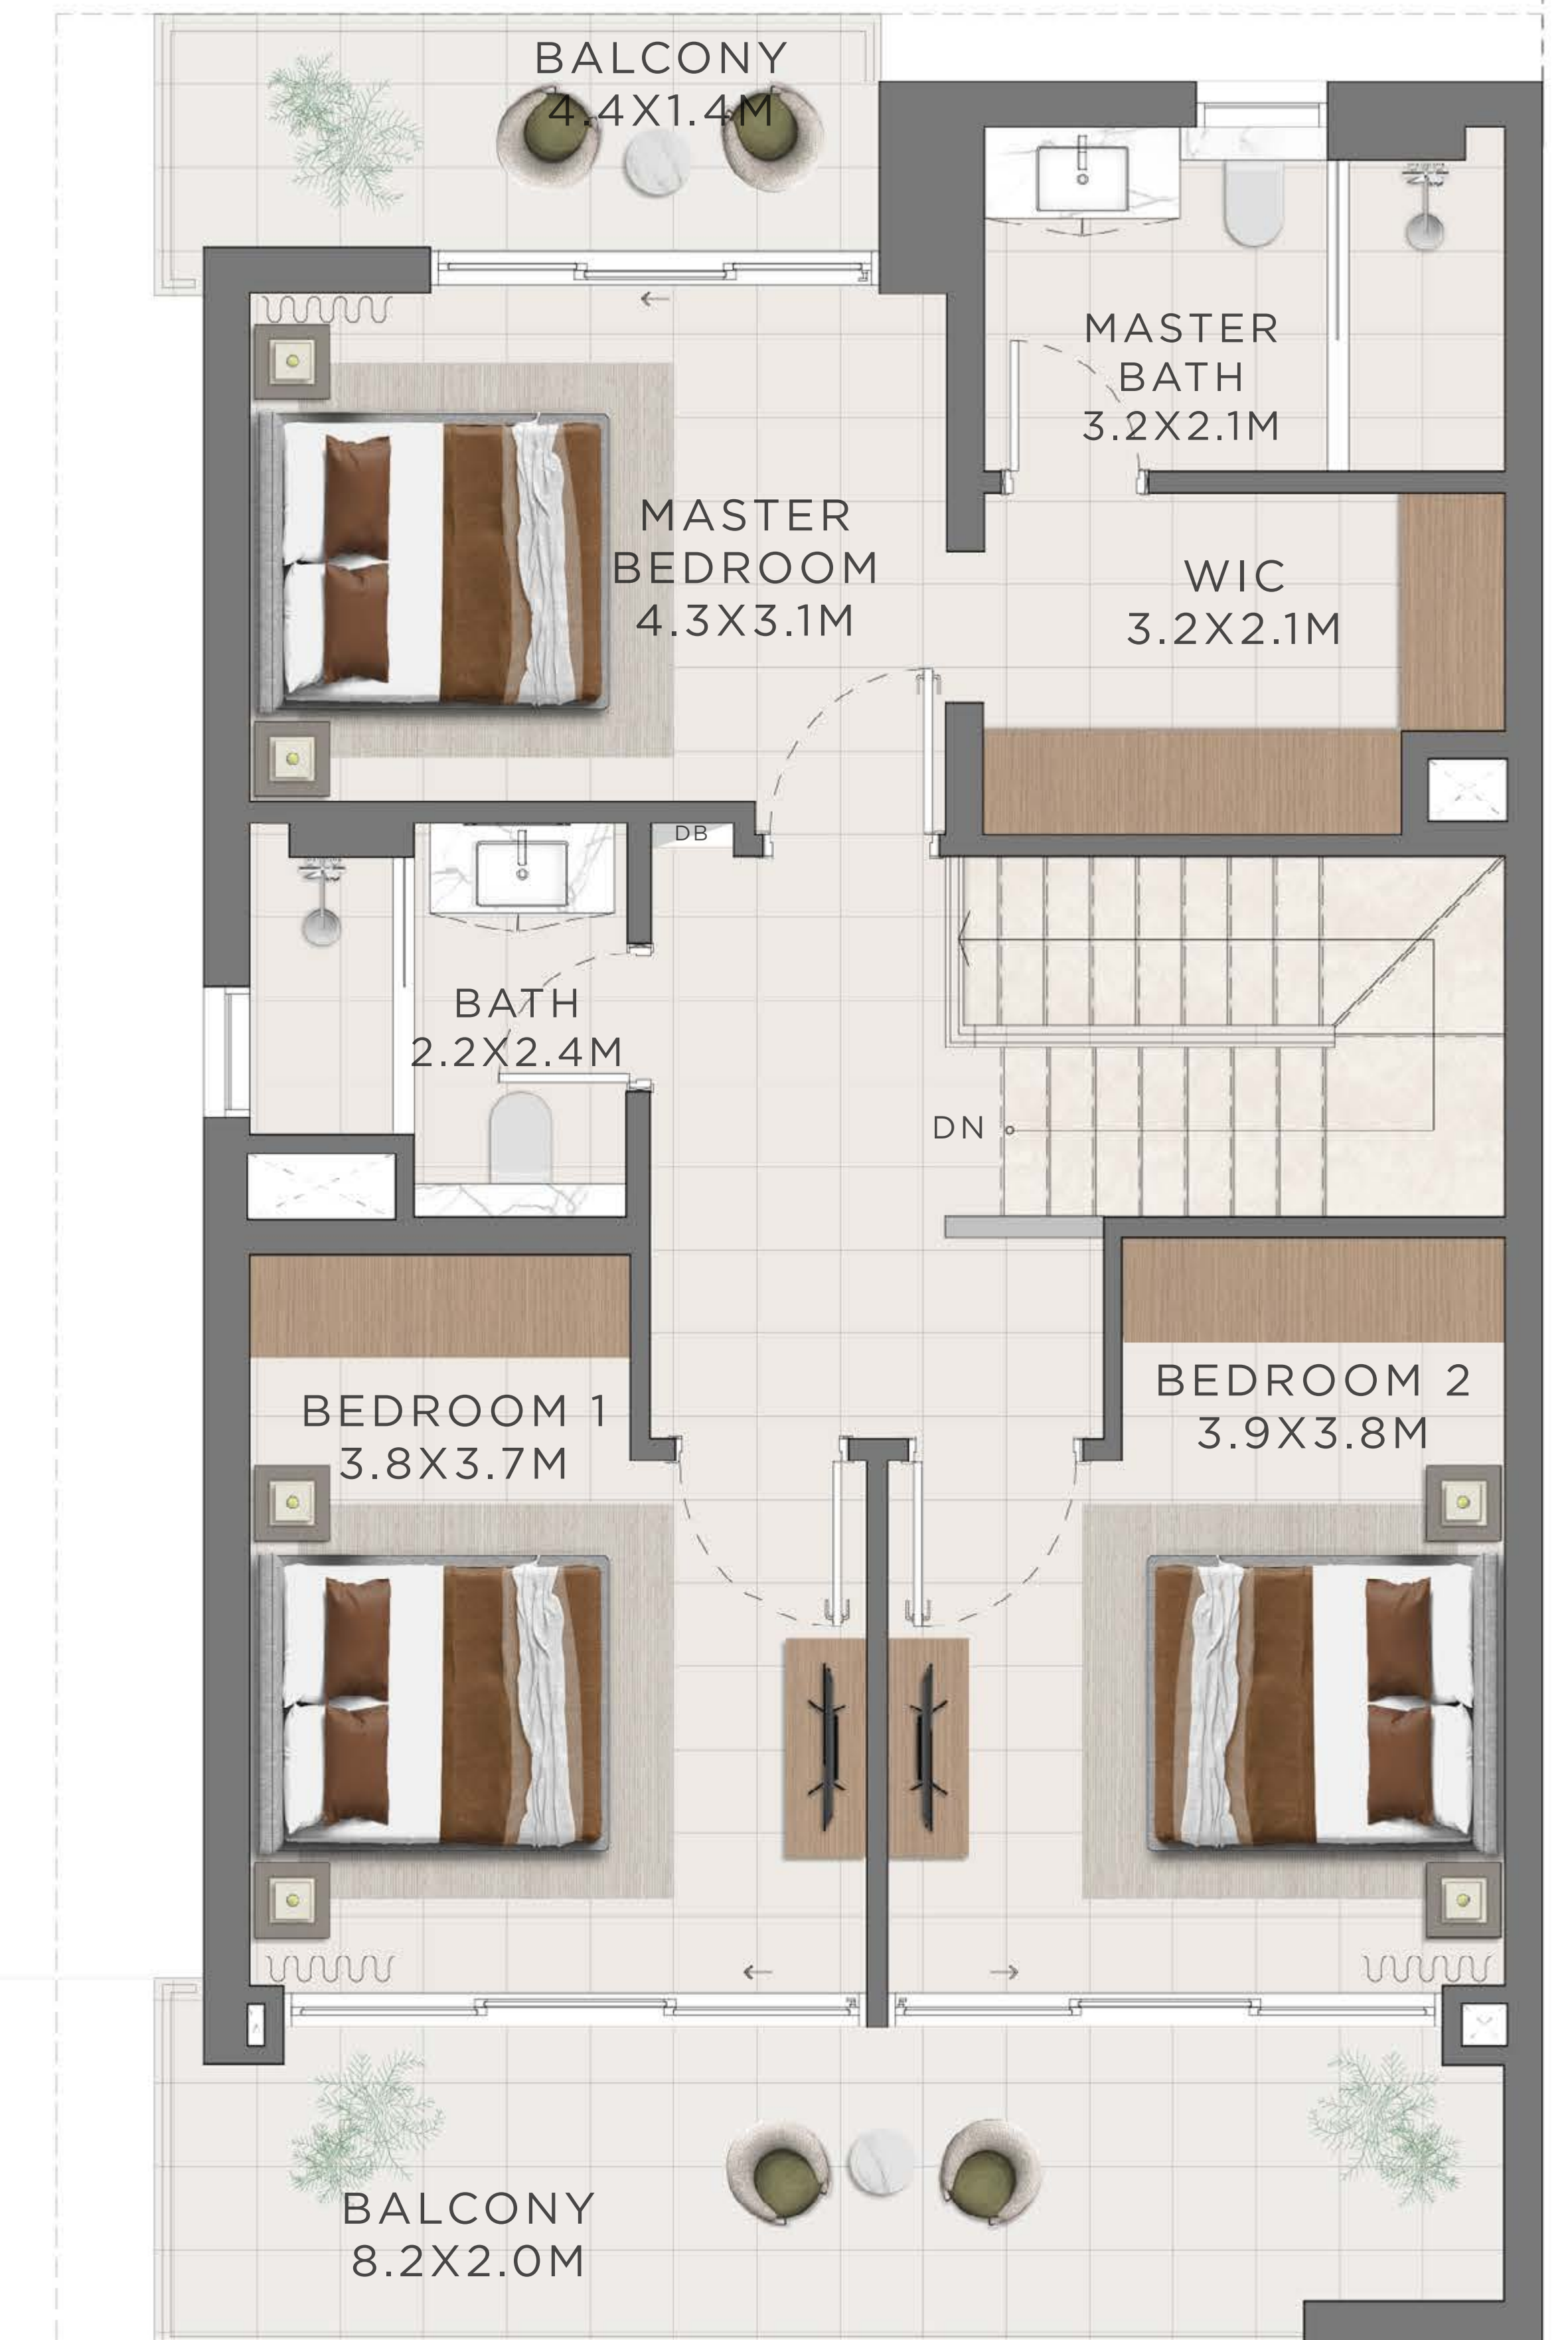 BALCONY
4.4X1.4M
MASTER
BATH
3.2X2.1M
MASTER
BEDROOM
4.3X3.1M
WIC
3.2X2.1M
DB
BATH
2.2X2.4M
DN
BEDROOM 1
3.8X3.7M
BEDROOM 2
3.9X3.8M
BALCONY
8.2X2.0M